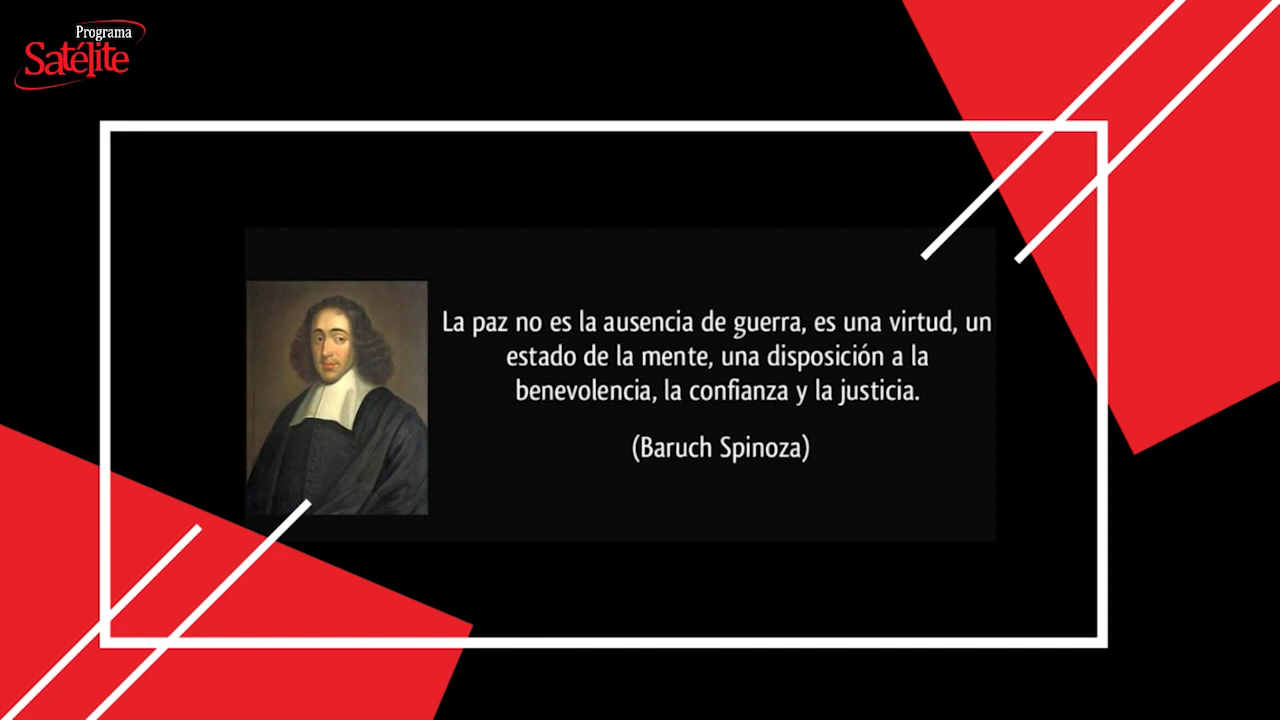 Programa
Satélite
La paz no es la ausencia de guerra, es una virtud, un
estado de la mente, una disposición a la
benevolencia, la confianza y la justicia.
(Baruch Spinoza)